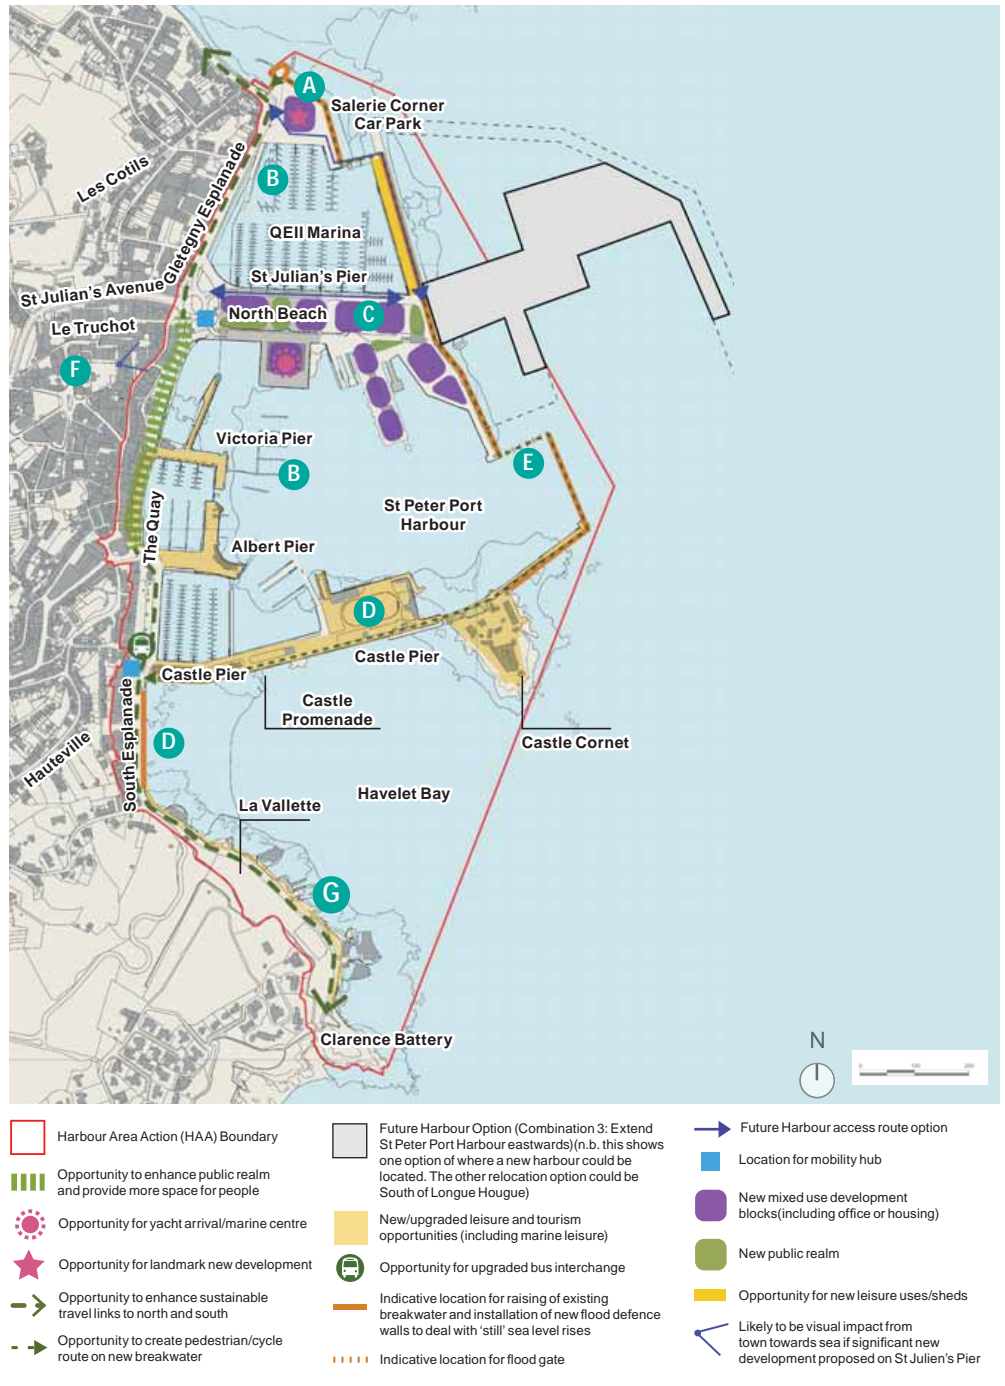 A
Salerie Corner
Car Park
Les Cotils
B
Gletegny Esplanade
QEII Marina
St Julian's Pier
St Julian's Avenue
North Beach
C
Le Truchot
F
Victoria Pier
B
E
St Peter Port
Harbour
The Quay
Albert Pier
D
Castle Pier
Castle Pier
Castle
Promenade
Castle Cornet
D
South Esplanade
Hauteville
Havelet Bay
La Vallette
G
Clarence Battery
N
0 100 200
Harbour Area Action (HAA) Boundary
Opportunity to enhance public realm
and provide more space for people
Opportunity for yacht arrival/marine centre
Opportunity for landmark new development
Opportunity to enhance sustainable
travel links to north and south
Opportunity to create pedestrian/cycle
route on new breakwater
Future Harbour Option (Combination 3: Extend
St Peter Port Harbour eastwards)(n.b. this shows
one option of where a new harbour could be
located. The other relocation option could be
South of Longue Hougue)
New/upgraded leisure and tourism
opportunities (including marine leisure)
Opportunity for upgraded bus interchange
Indicative location for raising of existing
breakwater and installation of new flood defence
walls to deal with 'still' sea level rises
Indicative location for flood gate
Future Harbour access route option
Location for mobility hub
New mixed use development
blocks(including office or housing)
New public realm
Opportunity for new leisure uses/sheds
Likely to be visual impact from
town towards sea if significant new
development proposed on St Julien's Pier